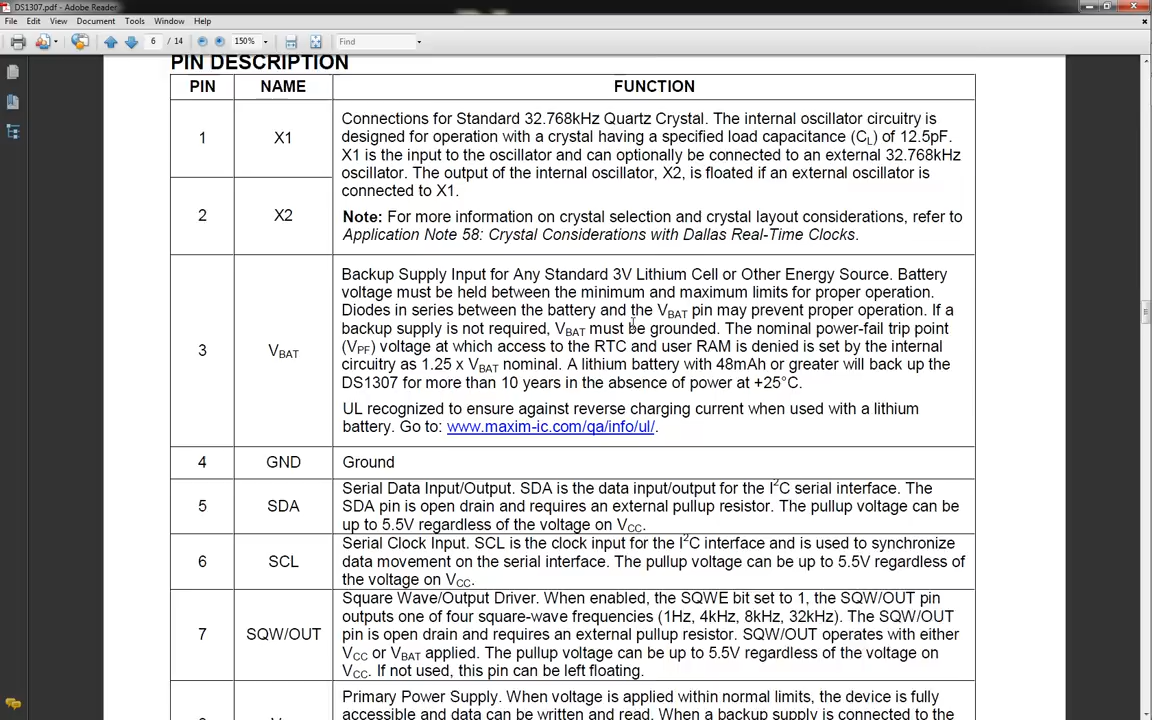 DS1307.pdf - Adobe Reader
File Edit View Document Tools Window Help
6 / 14 150% Find
PIN DESCRIPTION
PIN NAME FUNCTION
1 X1
2 X2
Connections for Standard 32.768kHz Quartz Crystal. The internal oscillator circuitry is
designed for operation with a crystal having a specified load capacitance (CL) of 12.5pF.
X1 is the input to the oscillator and can optionally be connected to an external 32.768kHz
oscillator. The output of the internal oscillator, X2, is floated if an external oscillator is
connected to X1.
Note: For more information on crystal selection and crystal layout considerations, refer to
Application Note 58: Crystal Considerations with Dallas Real-Time Clocks.
3 VBAT
Backup Supply Input for Any Standard 3V Lithium Cell or Other Energy Source. Battery
voltage must be held between the minimum and maximum limits for proper operation.
Diodes in series between the battery and the VBAT pin may prevent proper operation. If a
backup supply is not required, VBAT must be grounded. The nominal power-fail trip point
(VPF) voltage at which access to the RTC and user RAM is denied is set by the internal
circuitry as 1.25 x VBAT nominal. A lithium battery with 48mAh or greater will back up the
DS1307 for more than 10 years in the absence of power at +25°C.
UL recognized to ensure against reverse charging current when used with a lithium
battery. Go to: www.maxim-ic.com/qa/info/ul/.
4 GND Ground
5 SDA
Serial Data Input/Output. SDA is the data input/output for the I2C serial interface. The
SDA pin is open drain and requires an external pullup resistor. The pullup voltage can be
up to 5.5V regardless of the voltage on VCC.
6 SCL
Serial Clock Input. SCL is the clock input for the I2C interface and is used to synchronize
data movement on the serial interface. The pullup voltage can be up to 5.5V regardless of
the voltage on VCC.
7 SQW/OUT
Square Wave/Output Driver. When enabled, the SQWE bit set to 1, the SQW/OUT pin
outputs one of four square-wave frequencies (1Hz, 4kHz, 8kHz, 32kHz). The SQW/OUT
pin is open drain and requires an external pullup resistor. SQW/OUT operates with either
VCC or VBAT applied. The pullup voltage can be up to 5.5V regardless of the voltage on
VCC. If not used, this pin can be left floating.
Primary Power Supply. When voltage is applied within normal limits, the device is fully
accessible and data can be written and read. When a backup supply is connected to the